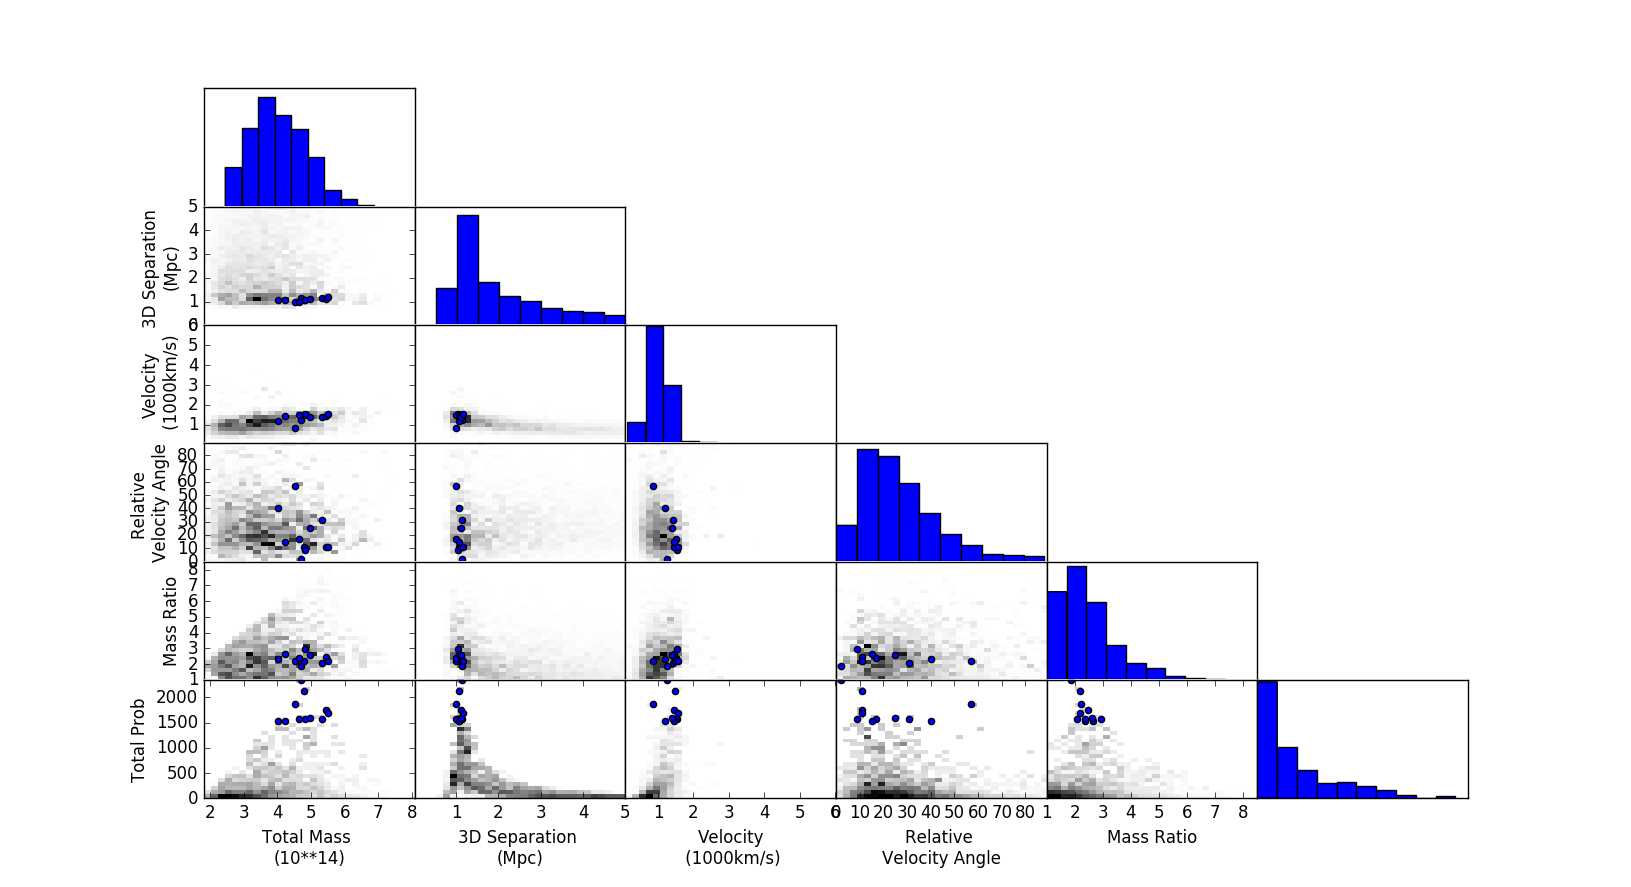 5
4
3
2
1
0
3D Separation
(Mpc)
6
5
4
3
2
1
Velocity
(1000km/s)
80
70
60
50
40
30
20
10
0
Relative
Velocity Angle
8
7
6
5
4
3
2
1
Mass Ratio
2000
1500
1000
500
0
Total Prob
2 3 4 5 6 7 8
1 2 3 4 5
1 2 3 4 5 6
0 10 20 30 40 50 60 70 80
1 2 3 4 5 6 7 8
Total Mass
(10**14)
3D Separation
(Mpc)
Velocity
(1000km/s)
Relative
Velocity Angle
Mass Ratio